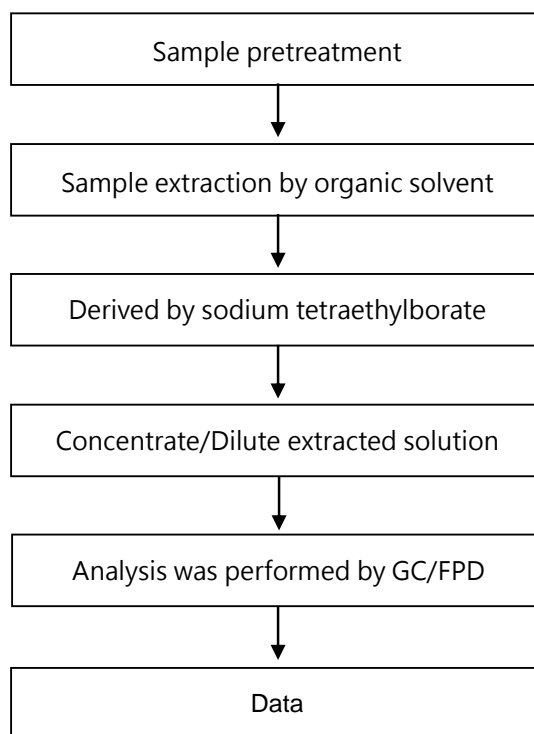 Sample pretreatment
Sample extraction by organic solvent
Derived by sodium tetraethylborate
Concentrate/Dilute extracted solution
Analysis was performed by GC/FPD
Data